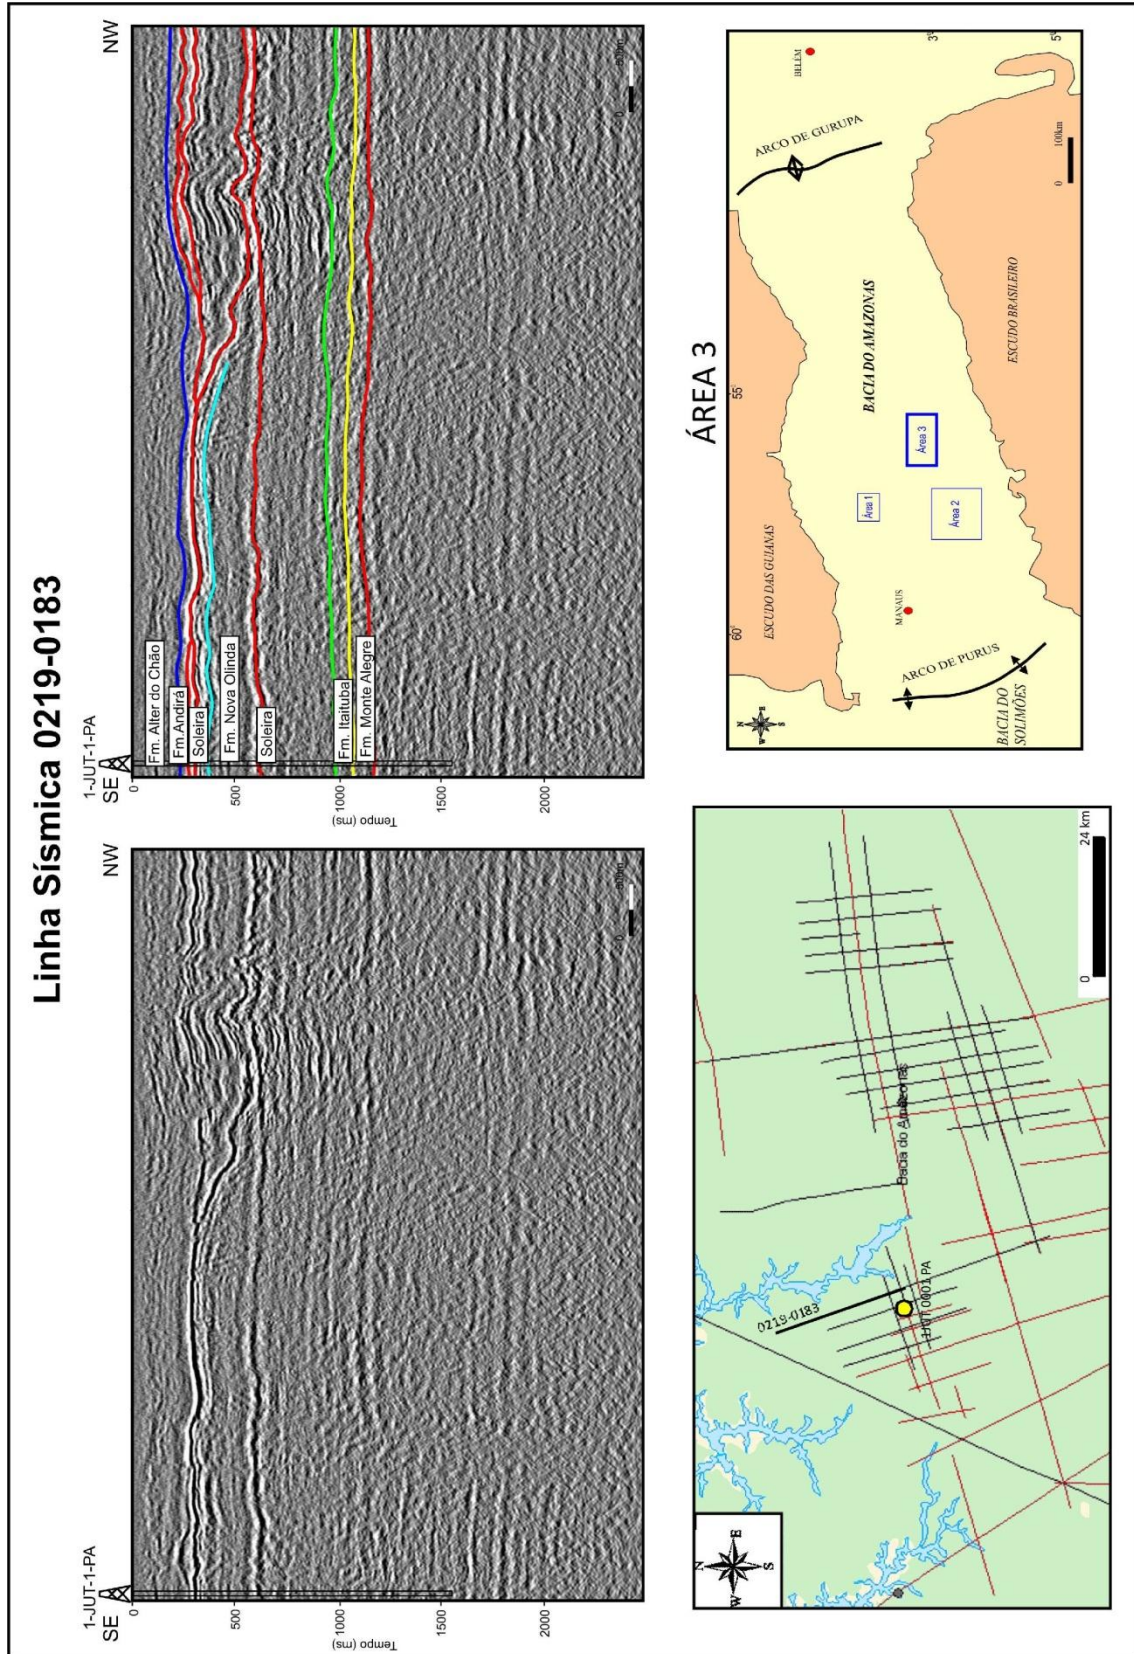 Linha Sísmica 0219-0183
1-JUT-1-PA
SE
NW
0
500
1000
1500
2000
Tempo (ms)
0
1-JUT-1-PA
SE
NW
Fm. Alter do Chão
Fm.Andirá
Soleira
Fm. Nova Olinda
Soleira
Fm. Itaituba
Fm. Monte Alegre
0
500
1000
1500
2000
Tempo (ms)
0
N
W
E
S
0219-0183
Bacia do Amazonas
0
24 km
ÁREA 3
N
W
E
S
60°
55°
ESCUDO DAS GUIANAS
ARCO DE GURUPA
BELÉM
MANAUS
Área 1
Área 2
Área 3
BACIA DO AMAZONAS
3°
5°
ARCO DE PURUS
BACIA DO
SOLIMÕES
ESCUDO BRASILEIRO
0
100km